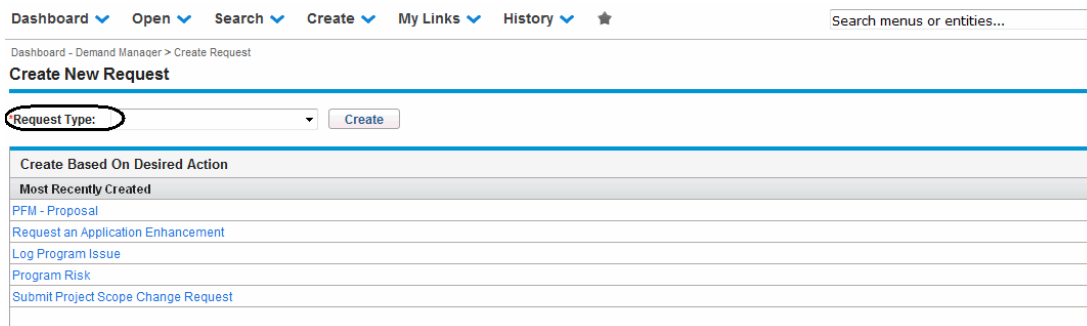 Dashboard Open Search Create My Links History Search menus or entities...
Dashboard - Demand Manager > Create Request
Create New Request
*Request Type: Create
Create Based On Desired Action
Most Recently Created
PFM - Proposal
Request an Application Enhancement
Log Program Issue
Program Risk
Submit Project Scope Change Request